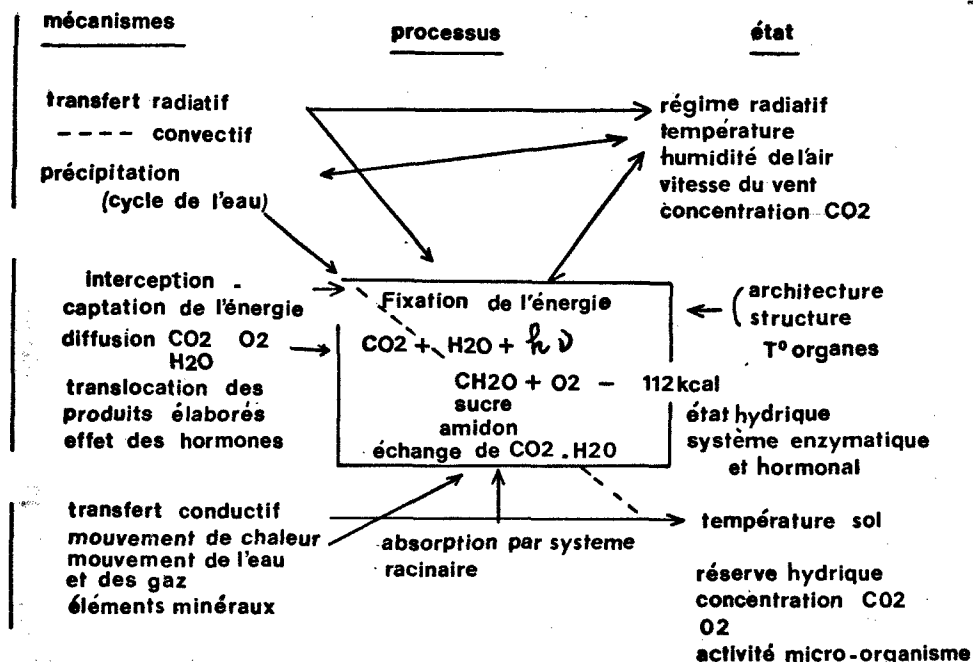 mécanismes
processus
état
transfert radiatif
---- convectif
précipitation
(cycle de l'eau)
régime radiatif
température
humidité de l'air
vitesse du vent
concentration CO2
interception -
captation de l'énergie
diffusion CO2 O2
H2O
translocation des
produits élaborés
effet des hormones
Fixation de l'énergie
CO2 + H2O + hν
CH2O + O2 - 112 kcal
sucre
amidon
échange de CO2.H2O
( architecture
structure
T° organes
état hydrique
système enzymatique
et hormonal
transfert conductif
mouvement de chaleur
mouvement de l'eau
et des gaz
éléments minéraux
absorption par systeme
racinaire
température sol
réserve hydrique
concentration CO2
O2
activité micro-organisme